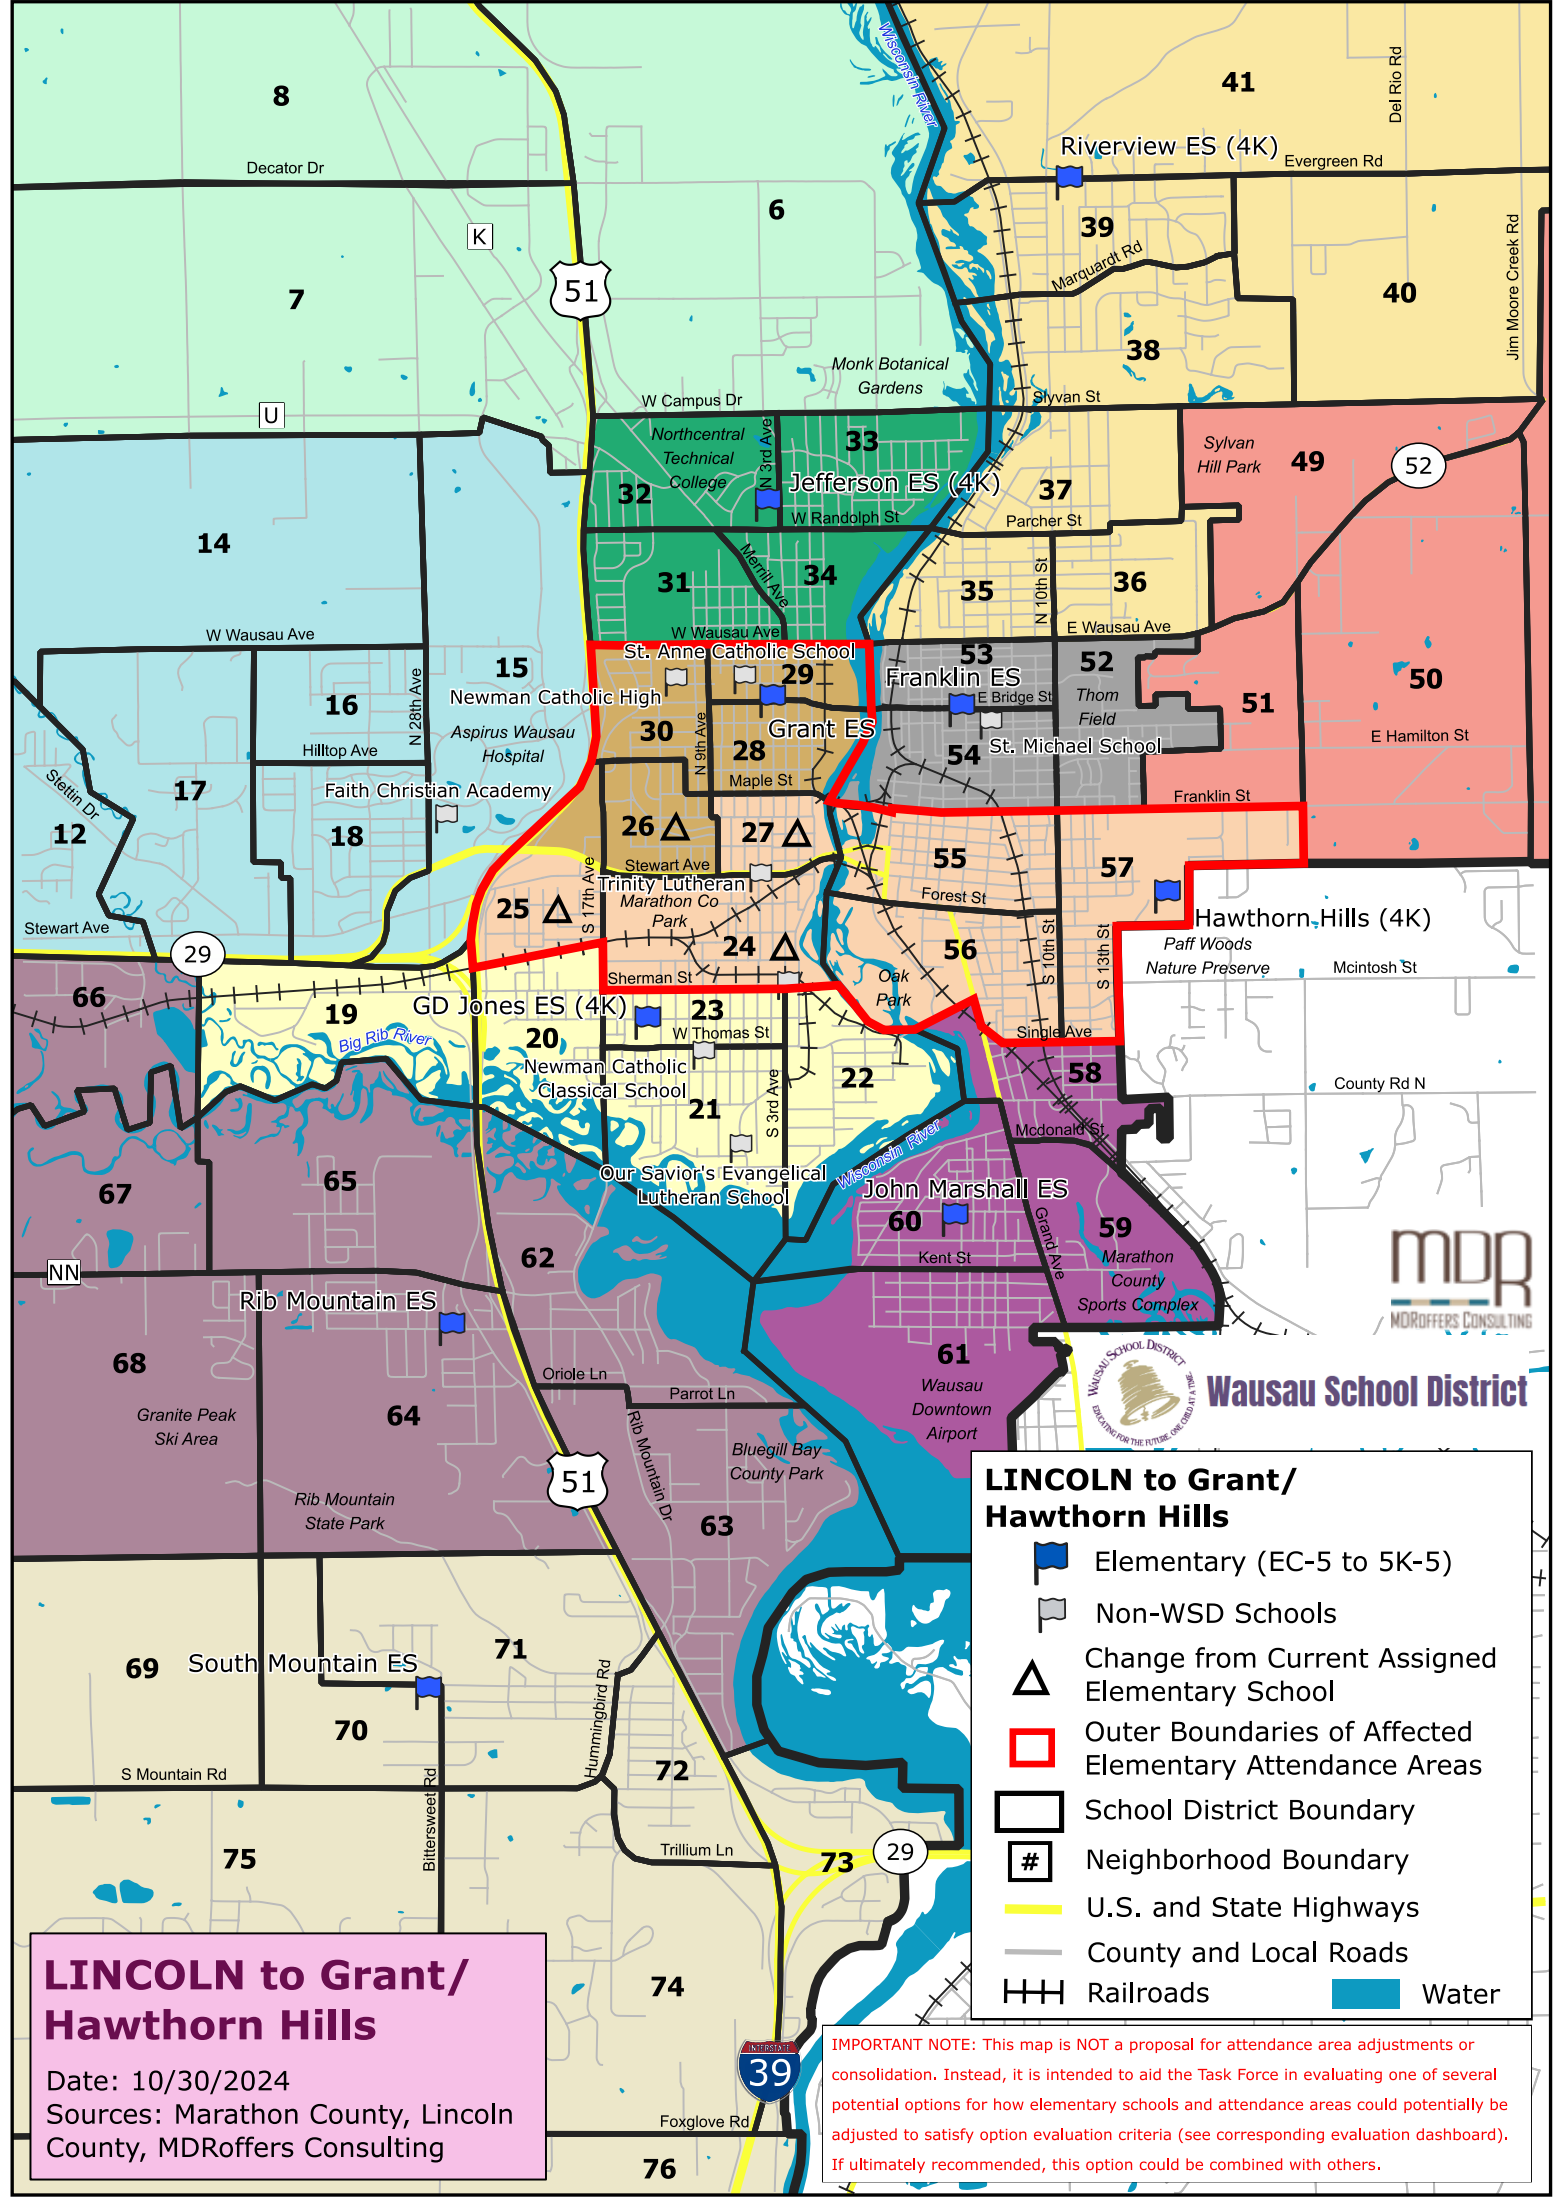 Wisconsin River
41
Del Rio Rd
8
Riverview ES (4K)
Evergreen Rd
Decator Dr
6
39
K
Marquardt Rd
Jim Moore Creek Rd
7
51
40
38
Monk Botanical
Gardens
W Campus Dr
Slyvan St
U
Northcentral
Technical
College
N 3rd Ave
33
Sylvan
Hill Park
49
52
32
Jefferson ES (4K)
37
W Randolph St
Parcher St
14
Merrill Ave
31
34
35
N 10th St
36
W Wausau Ave
W Wausau Ave
E Wausau Ave
St. Anne Catholic School
53
52
15
29
Franklin ES
50
Newman Catholic High
E Bridge St
Thom
Field
16
N 28th Ave
51
30
N 9th Ave
Grant ES
Aspirus Wausau
Hospital
28
54
St. Michael School
E Hamilton St
Hilltop Ave
Stettin Dr
17
Maple St
Faith Christian Academy
Franklin St
12
18
26
27
55
57
Stewart Ave
Trinity Lutheran
Forest St
S 17th Ave
Marathon Co
Park
25
Hawthorn Hills (4K)
Stewart Ave
29
24
56
S 10th St
S 13th St
Paff Woods
Nature Preserve
Mcintosh St
Sherman St
Oak
Park
66
GD Jones ES (4K)
19
23
Big Rib River
20
W Thomas St
Single Ave
Newman Catholic
Classical School
22
58
County Rd N
21
S 3rd Ave
Mcdonald St
Wisconsin River
67
65
Our Savior's Evangelical
Lutheran School
John Marshall ES
60
Grand Ave
59
NN
62
Kent St
Marathon
County
Sports Complex
Rib Mountain ES
MDR
MDROFFERS CONSULTING
68
61
WAUSAU SCHOOL DISTRICT
EDUCATING FOR THE FUTURE, ONE CHILD AT A TIME.
Wausau School District
Oriole Ln
Parrot Ln
Wausau
Downtown
Airport
64
Granite Peak
Ski Area
Rib Mountain Dr
Bluegill Bay
County Park
51
Rib Mountain
State Park
63
69
South Mountain ES
71
70
Hummingbird Rd
72
S Mountain Rd
Bittersweet Rd
75
Trillium Ln
73
29
74
39
INTERSTATE
Foxglove Rd
76
LINCOLN to Grant/
Hawthorn Hills
Elementary (EC-5 to 5K-5)
Non-WSD Schools
Change from Current Assigned
Elementary School
Outer Boundaries of Affected
Elementary Attendance Areas
School District Boundary
# Neighborhood Boundary
U.S. and State Highways
County and Local Roads
Railroads
Water
LINCOLN to Grant/
Hawthorn Hills
Date: 10/30/2024
Sources: Marathon County, Lincoln
County, MDRoffers Consulting
IMPORTANT NOTE: This map is NOT a proposal for attendance area adjustments or
consolidation. Instead, it is intended to aid the Task Force in evaluating one of several
potential options for how elementary schools and attendance areas could potentially be
adjusted to satisfy option evaluation criteria (see corresponding evaluation dashboard).
If ultimately recommended, this option could be combined with others.